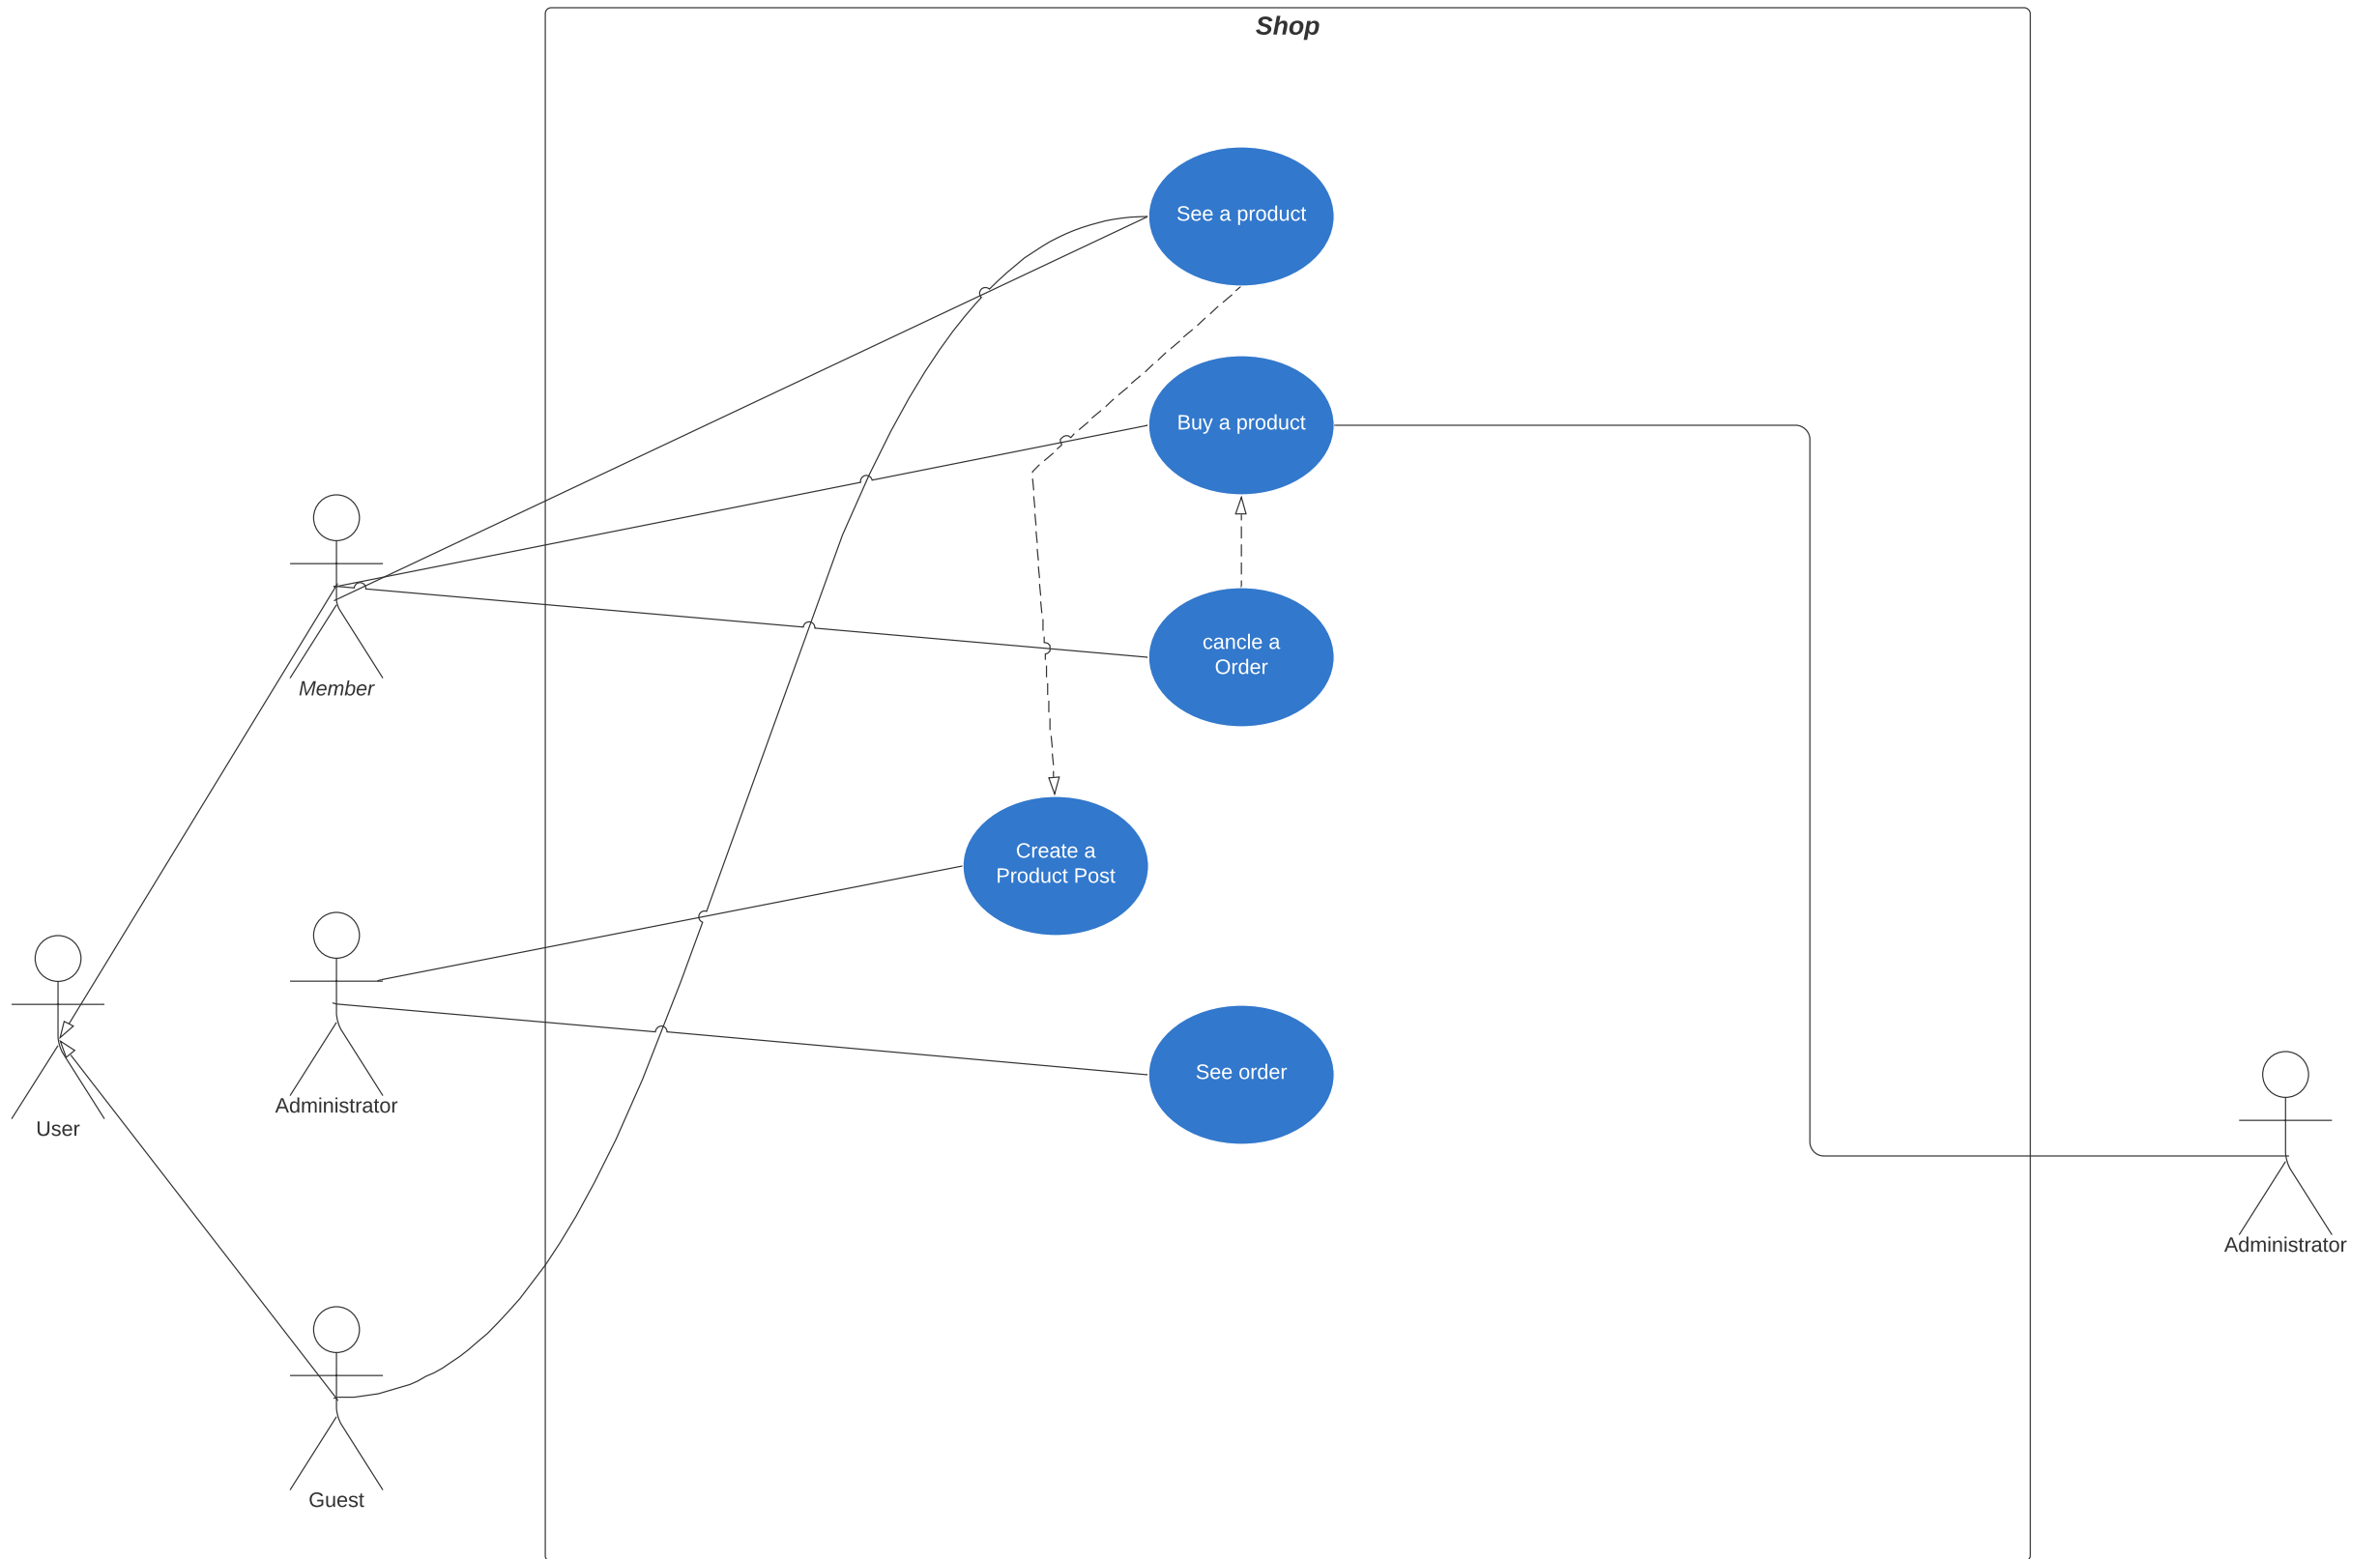 Shop
See a product
Buy a product
cancle a
Order
Member
Create a
Product Post
Administrator
See order
User
Administrator
Guest